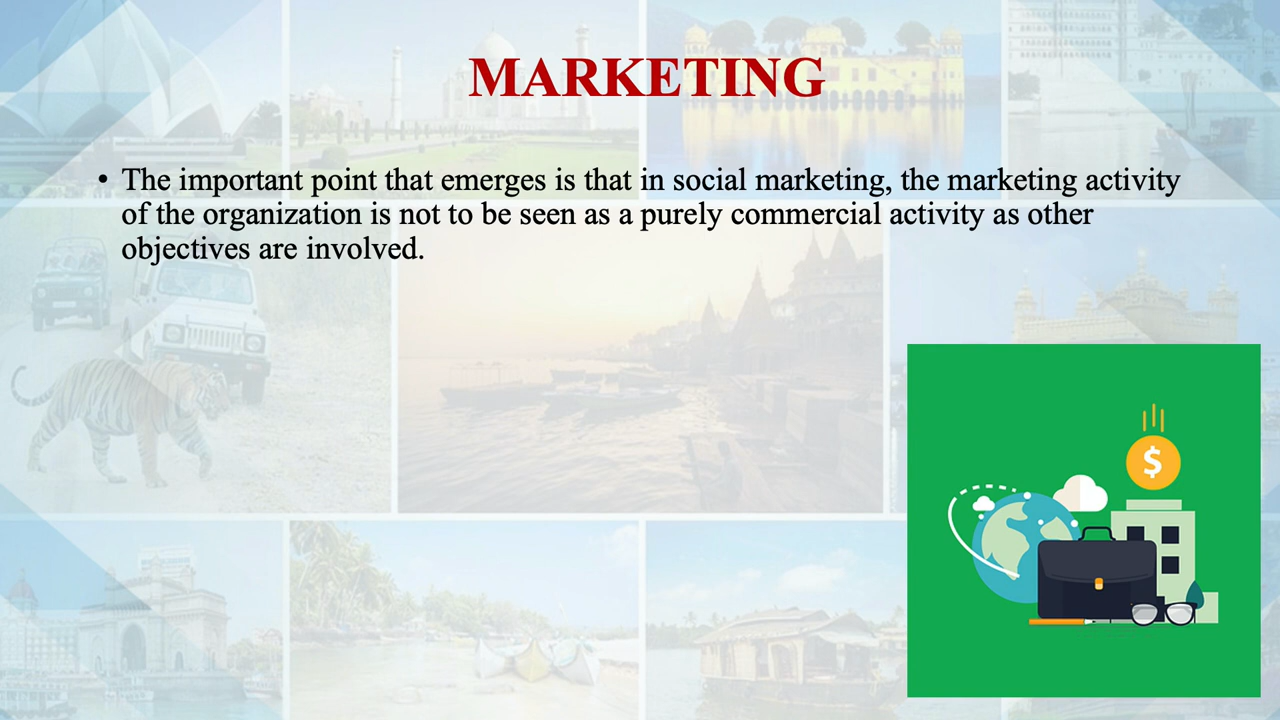 MARKETING
• The important point that emerges is that in social marketing, the marketing activity
of the organization is not to be seen as a purely commercial activity as other
objectives are involved.
$